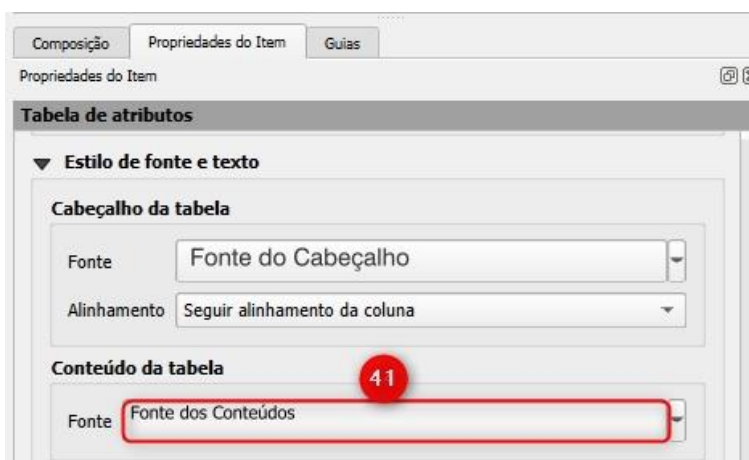 Composição Propriedades do Item Guias
Propriedades do Item
Tabela de atributos
Estilo de fonte e texto
Cabeçalho da tabela
Fonte Fonte do Cabeçalho
Alinhamento Seguir alinhamento da coluna
Conteúdo da tabela
41
Fonte Fonte dos Conteúdos